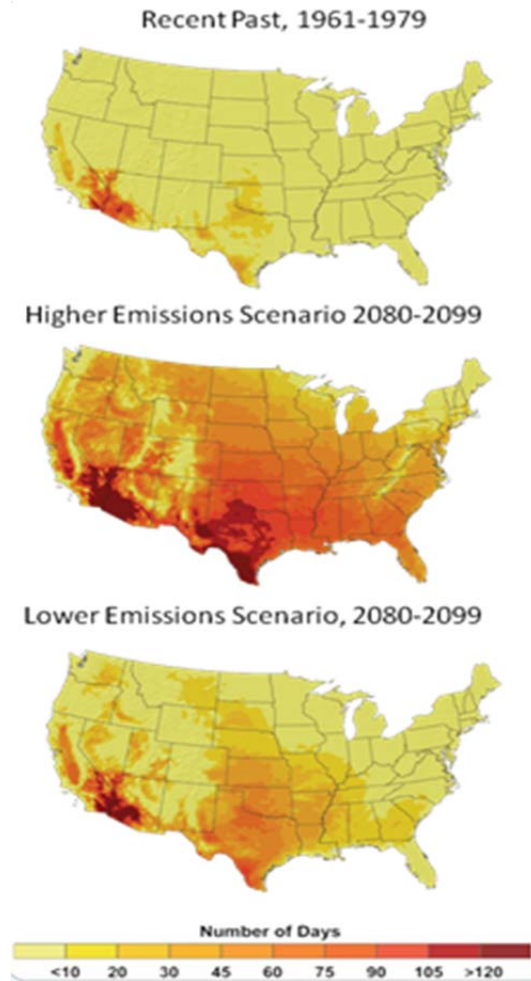 Recent Past, 1961-1979
Higher Emissions Scenario 2080-2099
Lower Emissions Scenario, 2080-2099
Number of Days
<10 20 30 45 60 75 90 105 >120